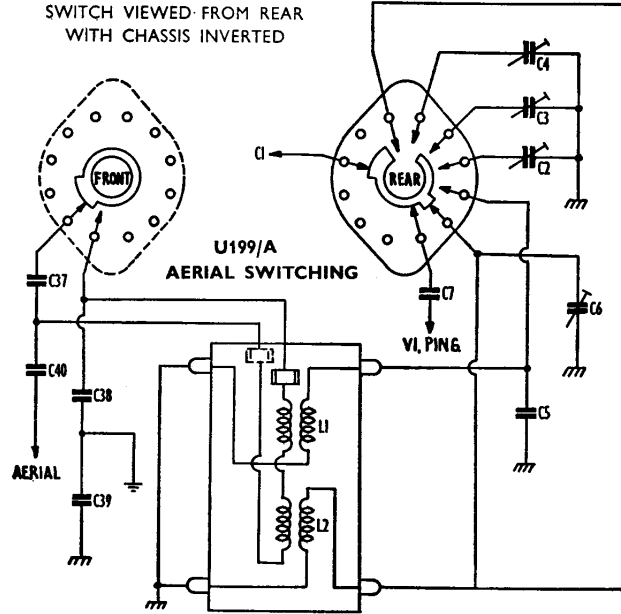 SWITCH VIEWED FROM REAR
WITH CHASSIS INVERTED
C4
C3
C2
C1
FRONT
REAR
U199/A
AERIAL SWITCHING
C37
C7
C6
V1, PIN6.
C40
C38
L1
C5
AERIAL
C39
L2